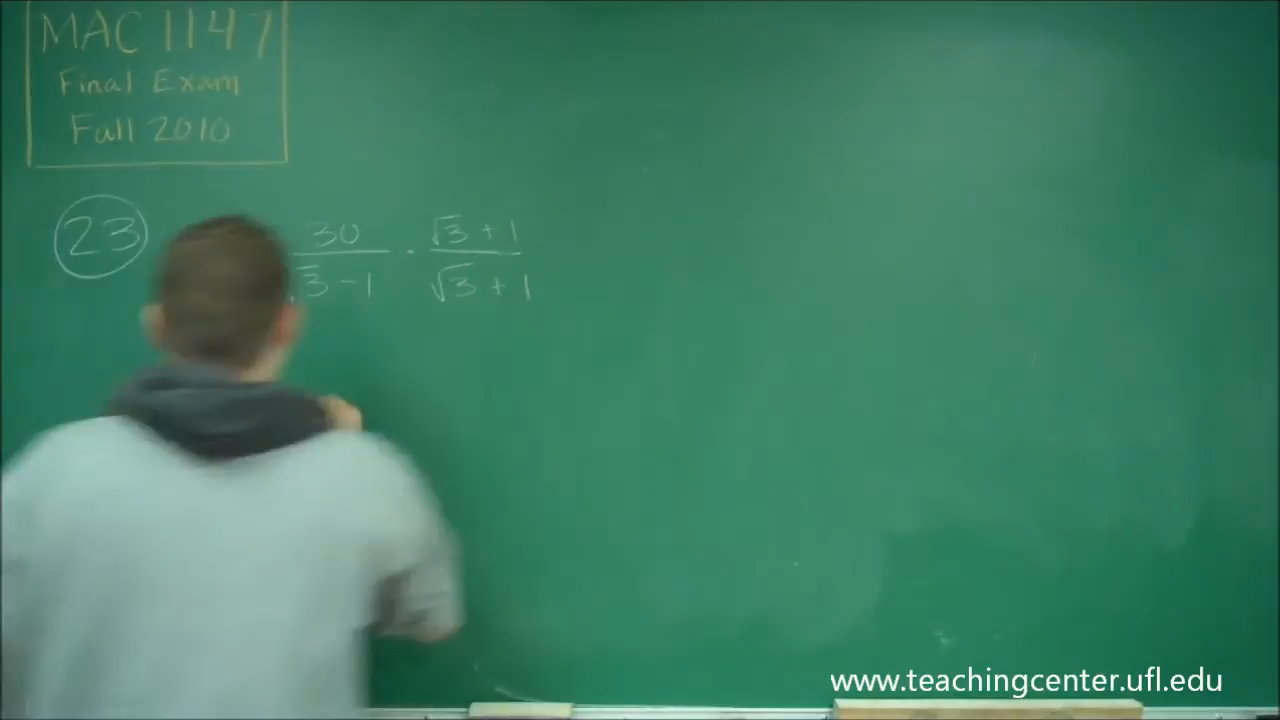 MAC 1147
Final Exam
Fall 2010
23
30 · √3 + 1
√3 - 1 √3 + 1
www.teachingcenter.ufl.edu